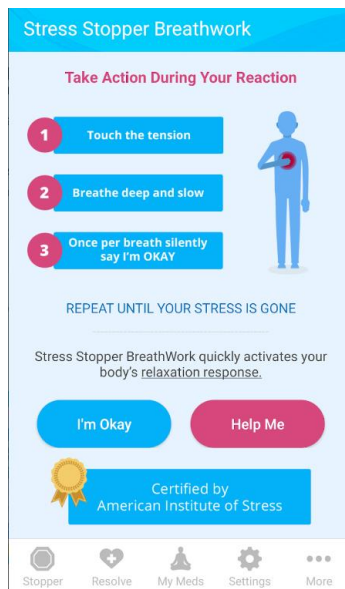 Stress Stopper Breathwork
Take Action During Your Reaction
1 Touch the tension
2 Breathe deep and slow
3 Once per breath silently
say I'm OKAY
REPEAT UNTIL YOUR STRESS IS GONE
Stress Stopper BreathWork quickly activates your
body's relaxation response.
I'm Okay Help Me
Certified by
American Institute of Stress
Stopper Resolve My Meds Settings More